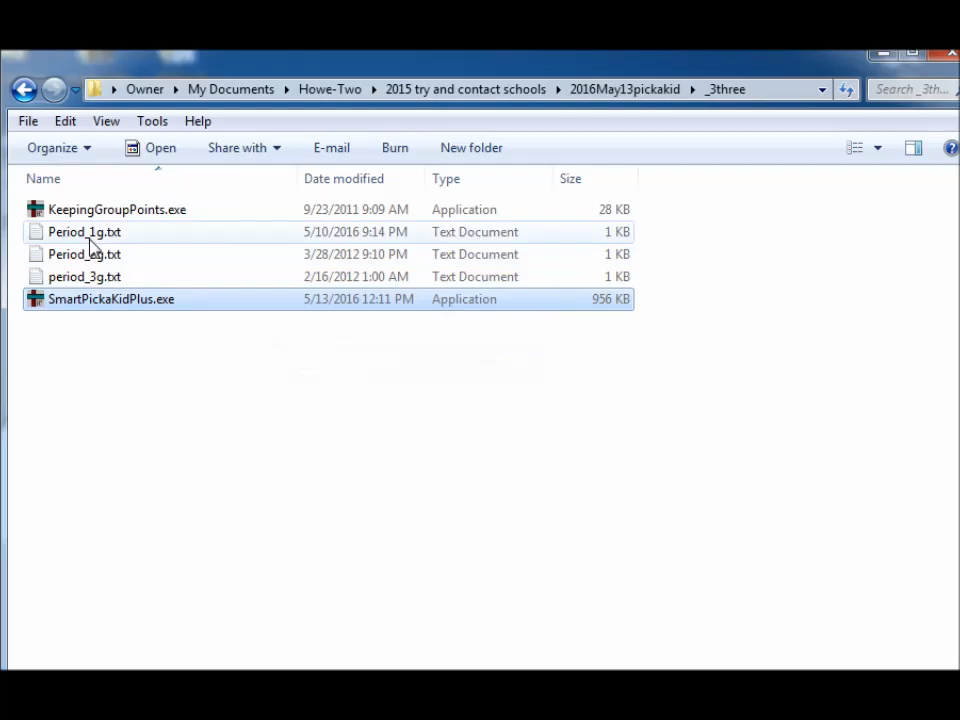 Owner My Documents Howe-Two 2015 try and contact schools 2016May13pickakid _3three Search _3th...
File Edit View Tools Help
Organize Open Share with E-mail Burn New folder
Name Date modified Type Size
KeepingGroupPoints.exe 9/23/2011 9:09 AM Application 28 KB
Period_1g.txt 5/10/2016 9:14 PM Text Document 1 KB
3/28/2012 9:10 PM Text Document 1 KB
period_3g.txt 2/16/2012 1:00 AM Text Document 1 KB
SmartPickaKidPlus.exe 5/13/2016 12:11 PM Application 956 KB